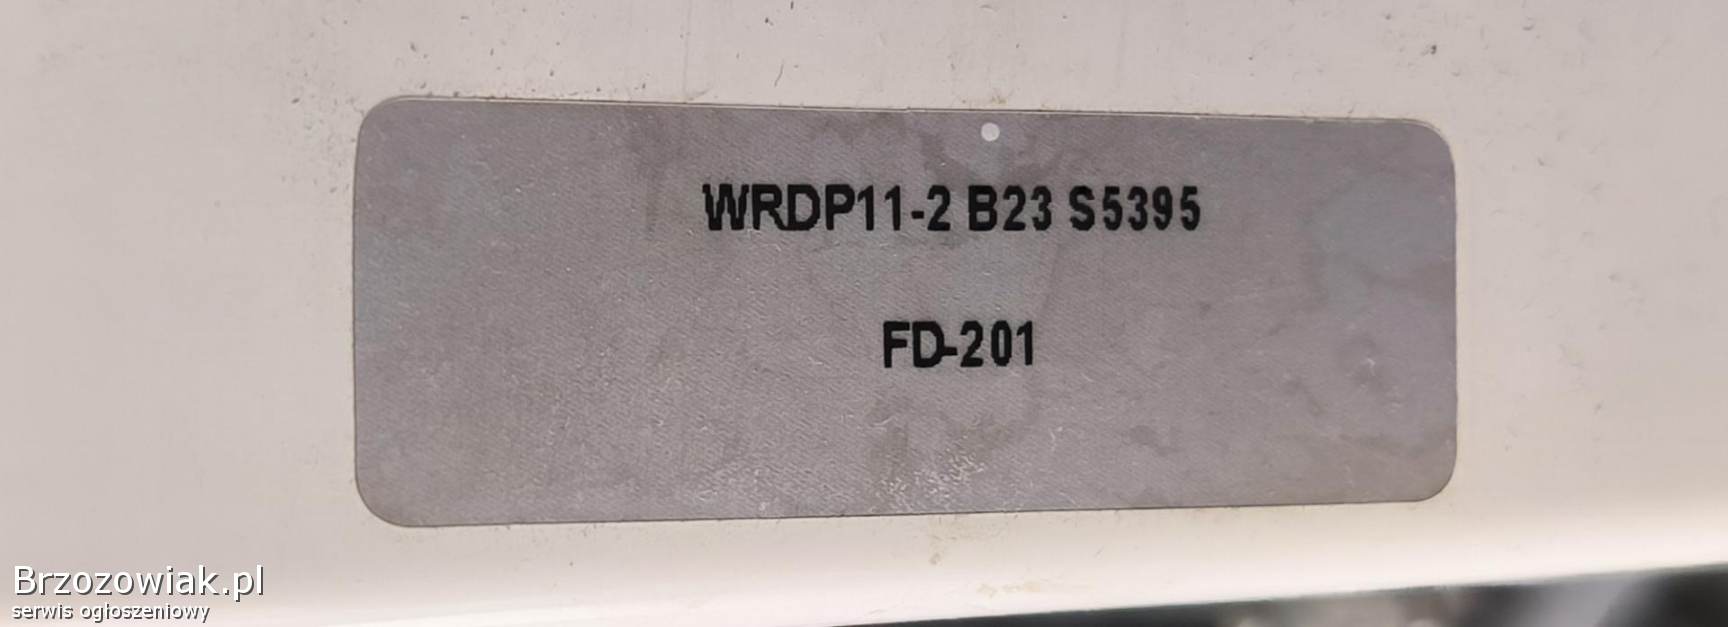 WRDP11-2 B23 S5395
FD-201
Brzozowiak.pl
serwis ogłoszeniowy